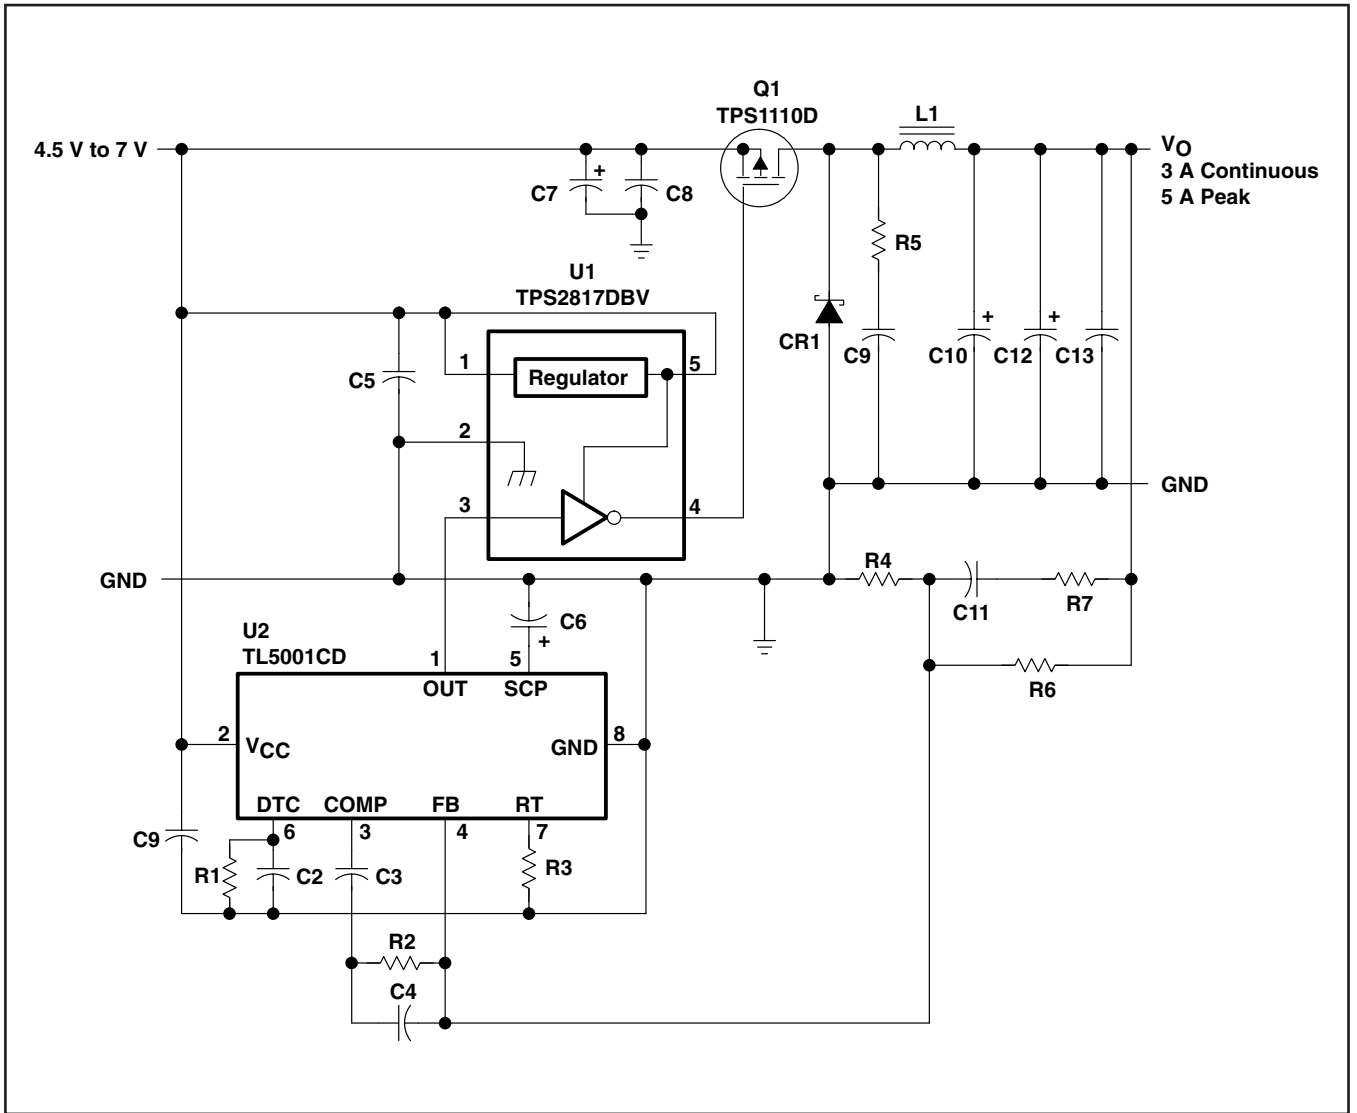 Q1
TPS1110D
L1
4.5 V to 7 V
VO
3 A Continuous
5 A Peak
+
C7
C8
R5
U1
TPS2817DBV
+
+
CR1
C9
C10
C12
C13
1
Regulator
5
C5
2
3
4
GND
GND
R4
C11
R7
C6
+
U2
TL5001CD
1
5
OUT
SCP
R6
2
VCC
GND
8
DTC
COMP
FB
RT
6
3
4
7
C9
R1
C2
C3
R3
R2
C4